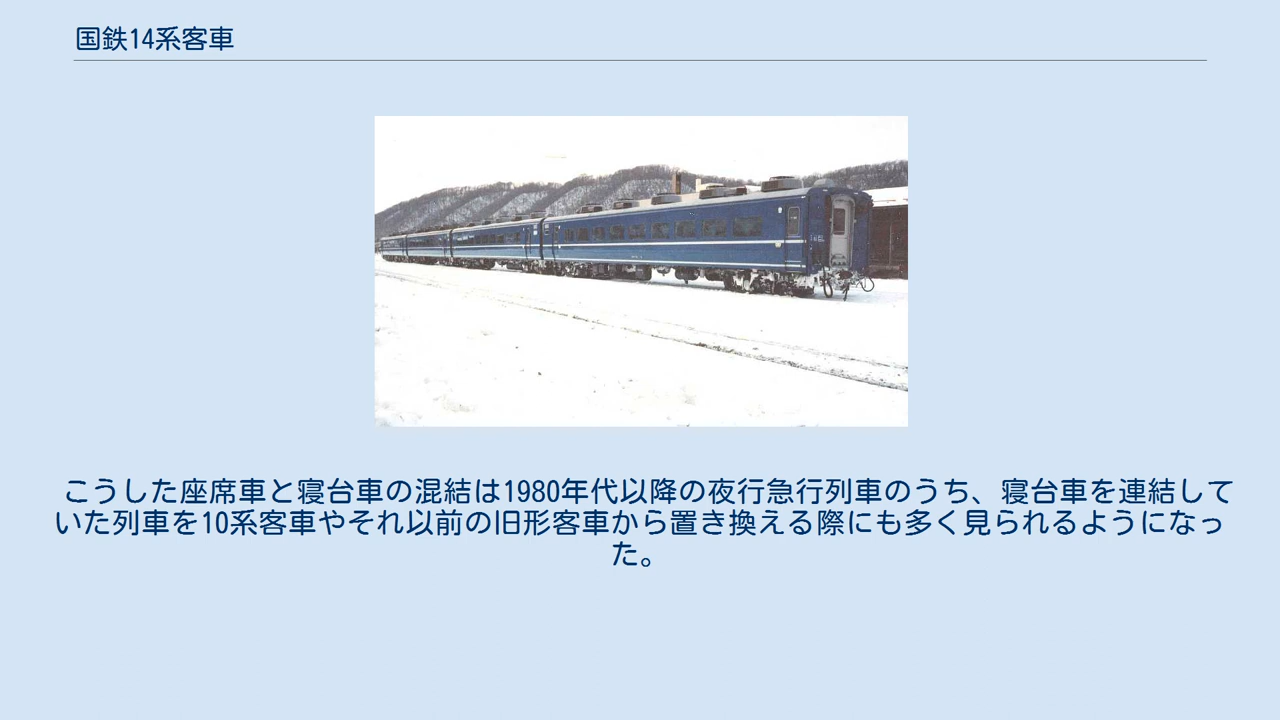 国鉄14系客車
こうした座席車と寝台車の混結は1980年代以降の夜行急行列車のうち、寝台車を連結して
いた列車を10系客車やそれ以前の旧形客車から置き換える際にも多く見られるようになっ
た。